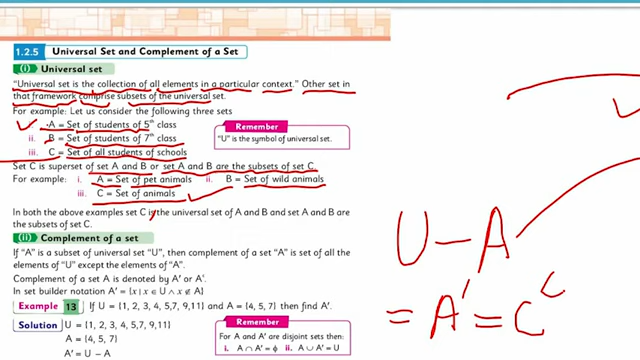 1.2.5 Universal Set and Complement of a Set
(i) Universal set
"Universal set is the collection of all elements in a particular context." Other set in
that framework comprise subsets of the universal set.
For example: Let us consider the following three sets
i. A = Set of students of 5th class
ii. B = Set of students of 7th class
iii. C = Set of all students of schools
Remember
"U" is the symbol of universal set.
Set C is superset of set A and B or set A and B are the subsets of set C.
For example: i. A = Set of pet animals ii. B = Set of wild animals
iii. C = Set of animals
In both the above examples set C is the universal set of A and B and set A and B are
the subsets of set C.
(ii) Complement of a set
If "A" is a subset of universal set "U", then complement of a set "A" is set of all the
elements of "U" except the elements of "A".
Complement of a set A is denoted by A′ or Aᶜ.
In set builder notation A′ = {x | x ∈ U ∧ x ∉ A}
Example 13 If U = {1, 2, 3, 4, 5,7, 9,11} and A = {4, 5, 7} then find A′.
Solution U = {1, 2, 3, 4, 5,7, 9,11}
A = {4, 5, 7}
A′ = U − A
Remember
For A and A′ are disjoint sets then:
i. A ∩ A′ = ϕ ii. A ∪ A′ = U
U − A
= A′ = Cᶜ